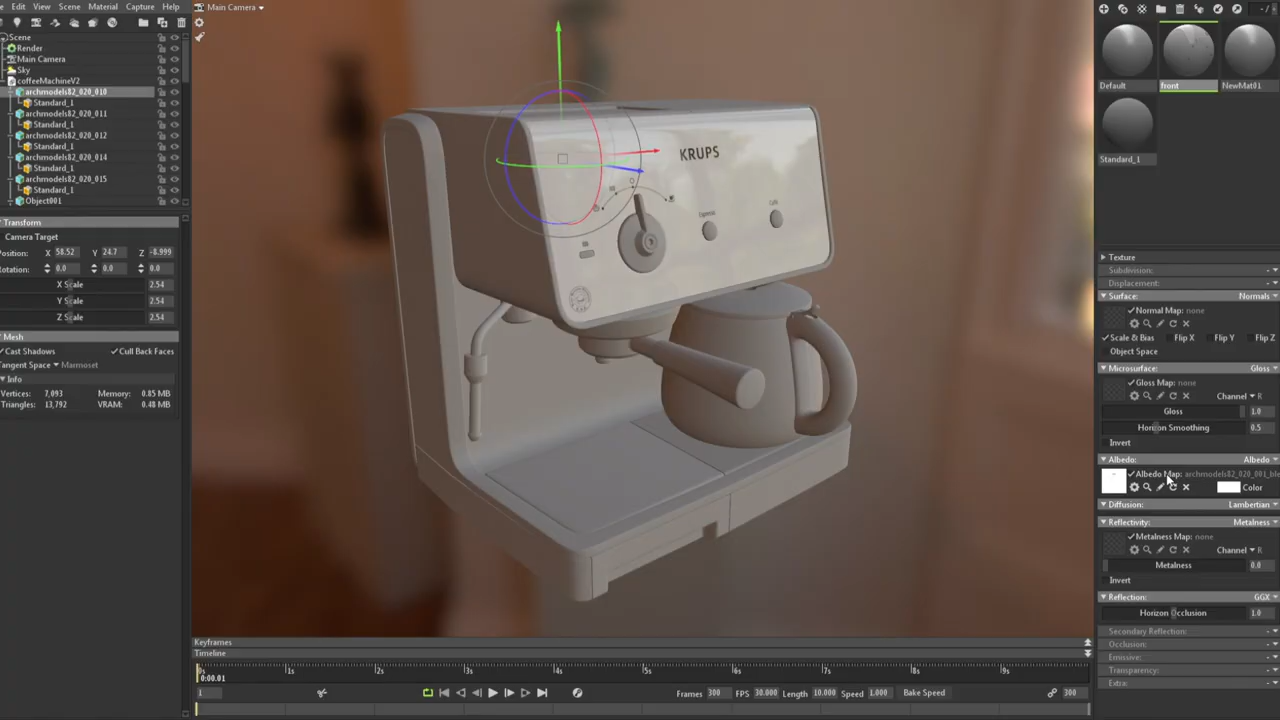 Edit View Scene Material Capture Help
Main Camera
Scene
Render
Main Camera
Sky
coffeeMachineV2
archmodels82_020_010
Standard_1
archmodels82_020_011
Standard_1
archmodels82_020_012
Standard_1
archmodels82_020_014
Standard_1
archmodels82_020_015
Standard_1
Object001
Transform
Camera Target
Position: X 58.52 Y 24.7 Z -8.999
Rotation: 0.0 0.0 0.0
X Scale 2.54
Y Scale 2.54
Z Scale 2.54
Mesh
Cast Shadows Cull Back Faces
Tangent Space Marmoset
Info
Vertices: 7,093 Memory: 0.85 MB
Triangles: 13,792 VRAM: 0.48 MB
KRUPS
Keyframes
Timeline
0s 1s 2s 3s 4s 5s 6s 7s 8s 9s
0:00.01
1 Frames 300 FPS 30.000 Length 10.000 Speed 1.000 Bake Speed 300
Default front NewMat01
Standard_1
Texture
Subdivision:
Displacement:
Surface: Normals
Normal Map: none
Scale & Bias Flip X Flip Y Flip Z
Object Space
Microsurface: Gloss
Gloss Map: none
Channel R
Gloss 1.0
Horizon Smoothing 0.5
Invert
Albedo: Albedo
Albedo Map: archmodels82_020_001_ble
Color
Diffusion: Lambertian
Reflectivity: Metalness
Metalness Map: none
Channel R
Metalness 0.0
Invert
Reflection: GGX
Horizon Occlusion 1.0
Secondary Reflection:
Occlusion:
Emissive:
Transparency:
Extra: